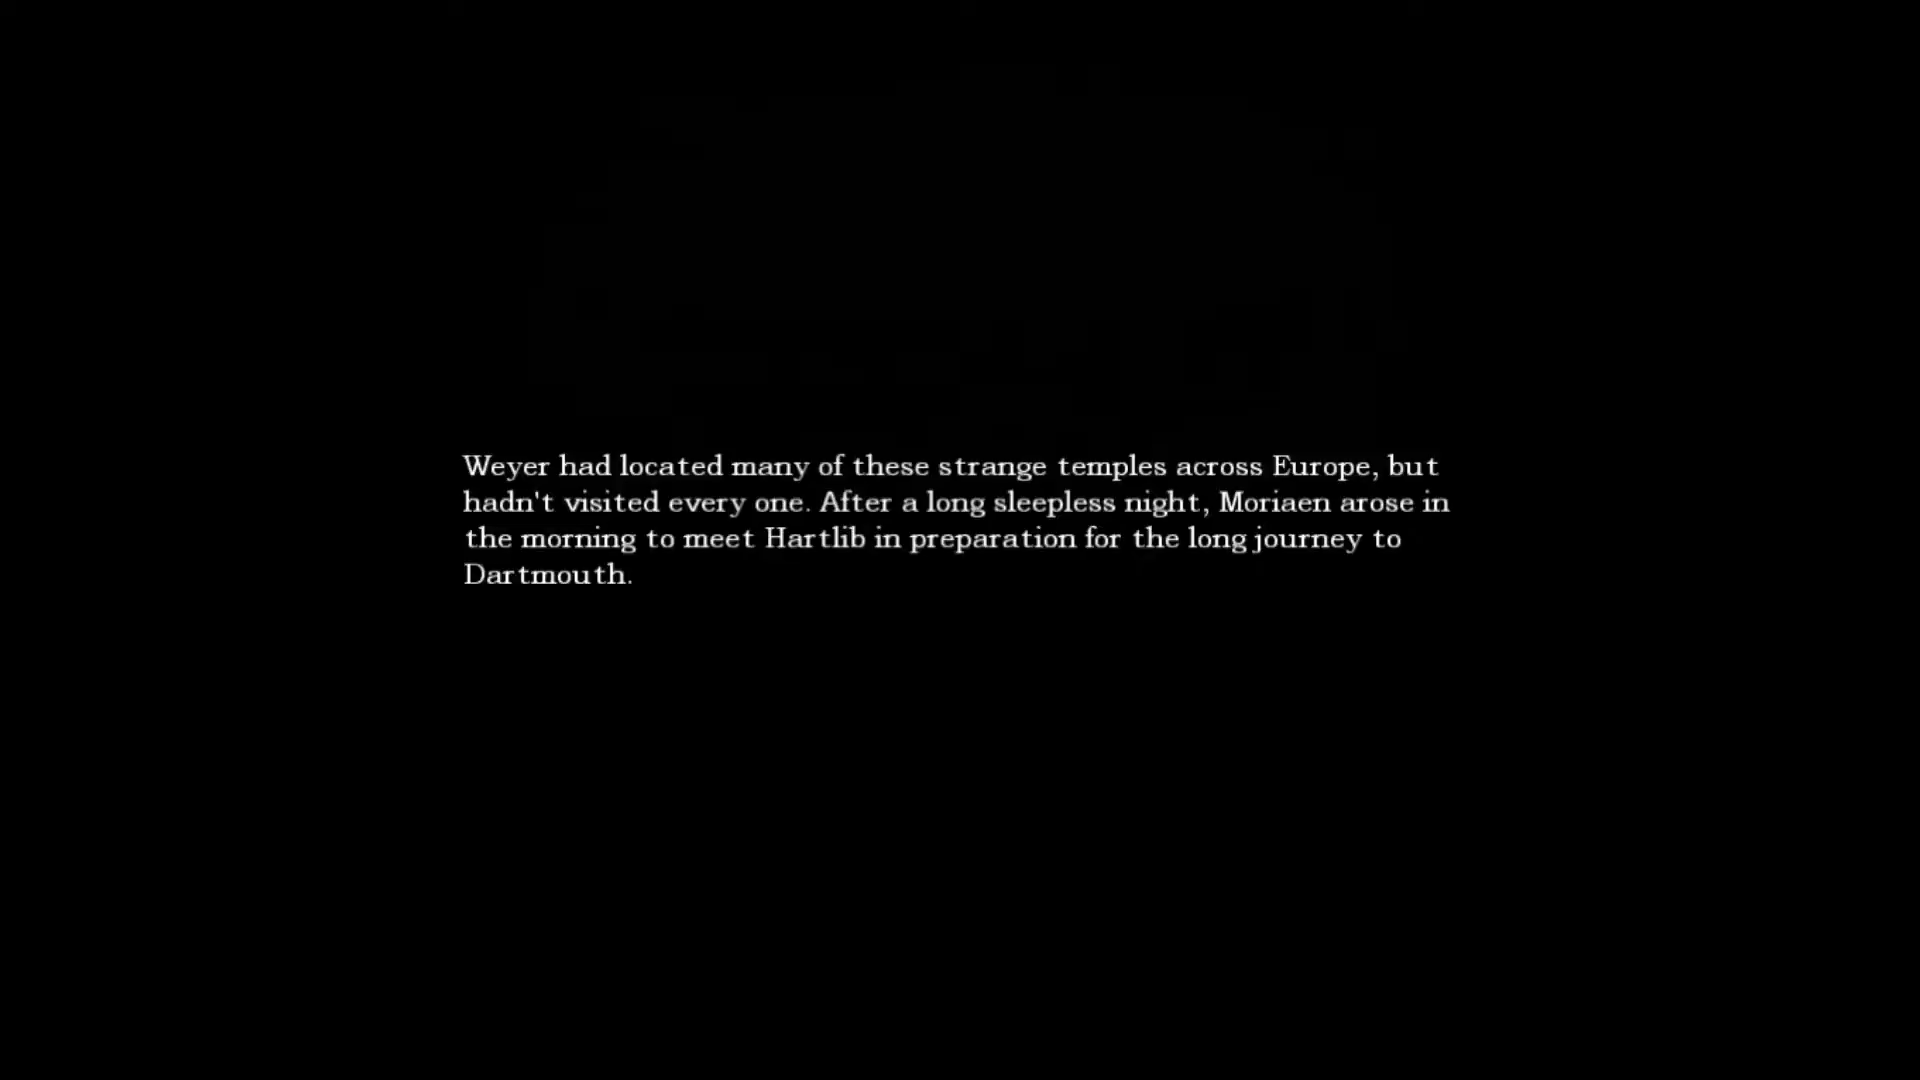 Weyer had located many of these strange temples across Europe, but
hadn't visited every one. After a long sleepless night, Moriaen arose in
the morning to meet Hartlib in preparation for the long journey to
Dartmouth.